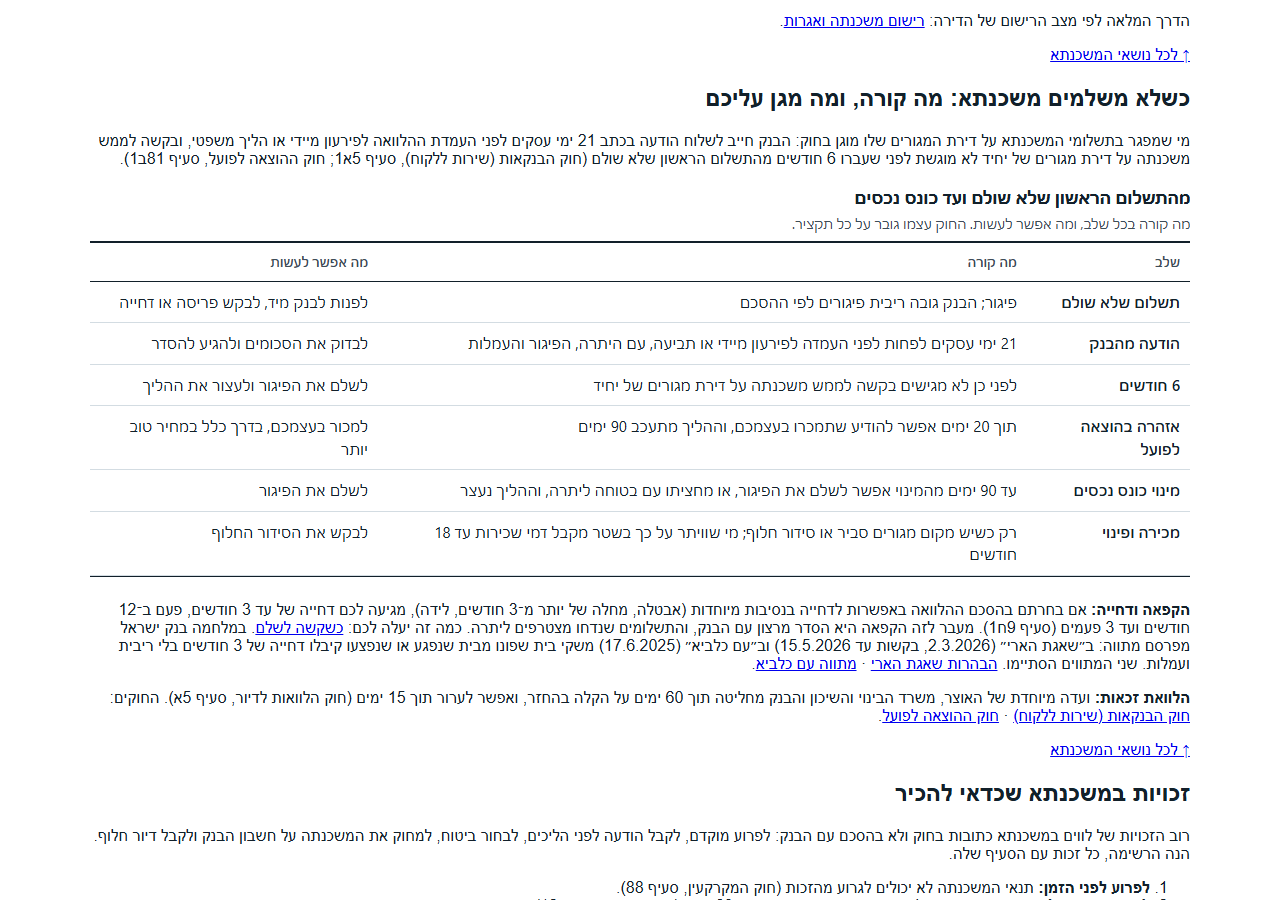 הדרך המלאה לפי מצב הרישום של הדירה: רישום משכנתה ואגרות.
↑ לכל נושאי המשכנתא
כשלא משלמים משכנתא: מה קורה, ומה מגן עליכם
מי שמפגר בתשלומי המשכנתא על דירת המגורים שלו מוגן בחוק: הבנק חייב לשלוח הודעה בכתב 21 ימי עסקים לפני העמדת ההלוואה לפירעון מיידי או הליך משפטי, ובקשה לממש
משכנתה על דירת מגורים של יחיד לא מוגשת לפני שעברו 6 חודשים מהתשלום הראשון שלא שולם (חוק הבנקאות (שירות ללקוח), סעיף 5א1; חוק ההוצאה לפועל, סעיף 81ב1).
מהתשלום הראשון שלא שולם ועד כונס נכסים
מה קורה בכל שלב, ומה אפשר לעשות. החוק עצמו גובר על כל תקציר.
שלב מה קורה מה אפשר לעשות
תשלום שלא שולם פיגור; הבנק גובה ריבית פיגורים לפי ההסכם לפנות לבנק מיד, לבקש פריסה או דחייה
הודעה מהבנק 21 ימי עסקים לפחות לפני העמדה לפירעון מיידי או תביעה, עם היתרה, הפיגור והעמלות לבדוק את הסכומים ולהגיע להסדר
6 חודשים לפני כן לא מגישים בקשה לממש משכנתה על דירת מגורים של יחיד לשלם את הפיגור ולעצור את ההליך
אזהרה בהוצאה תוך 20 ימים אפשר להודיע שתמכרו בעצמכם, וההליך מתעכב 90 ימים למכור בעצמכם, בדרך כלל במחיר טוב
לפועל יותר
מינוי כונס נכסים עד 90 ימים מהמינוי אפשר לשלם את הפיגור, או מחציתו עם בטוחה ליתרה, וההליך נעצר לשלם את הפיגור
מכירה ופינוי רק כשיש מקום מגורים סביר או סידור חלוף; מי שוויתר על כך בשטר מקבל דמי שכירות עד 18 לבקש את הסידור החלוף
חודשים
הקפאה ודחייה: אם בחרתם בהסכם ההלוואה באפשרות לדחייה בנסיבות מיוחדות (אבטלה, מחלה של יותר מ־3 חודשים, לידה), מגיעה לכם דחייה של עד 3 חודשים, פעם ב־12
חודשים ועד 3 פעמים (סעיף 9ח1). מעבר לזה הקפאה היא הסדר מרצון עם הבנק, והתשלומים שנדחו מצטרפים ליתרה. כמה זה יעלה לכם: כשקשה לשלם. במלחמה בנק ישראל
מפרסם מתווה: ב״שאגת הארי״ (2.3.2026, בקשות עד 15.5.2026) וב״עם כלביא״ (17.6.2025) משקי בית שפונו מבית שנפגע או שנפצעו קיבלו דחייה של 3 חודשים בלי ריבית
ועמלות. שני המתווים הסתיימו. הבהרות שאגת הארי · מתווה עם כלביא.
הלוואת זכאות: ועדה מיוחדת של האוצר, משרד הבינוי והשיכון והבנק מחליטה תוך 60 ימים על הקלה בהחזר, ואפשר לערור תוך 15 ימים (חוק הלוואות לדיור, סעיף 5א). החוקים:
חוק הבנקאות (שירות ללקוח) · חוק ההוצאה לפועל.
↑ לכל נושאי המשכנתא
זכויות במשכנתא שכדאי להכיר
רוב הזכויות של לווים במשכנתא כתובות בחוק ולא בהסכם עם הבנק: לפרוע מוקדם, לקבל הודעה לפני הליכים, לבחור ביטוח, למחוק את המשכנתה על חשבון הבנק ולקבל דיור חלוף.
הנה הרשימה, כל זכות עם הסעיף שלה.
1. לפרוע לפני הזמן: תנאי המשכנתה לא יכולים לגרוע מהזכות (חוק המקרקעין, סעיף 88).